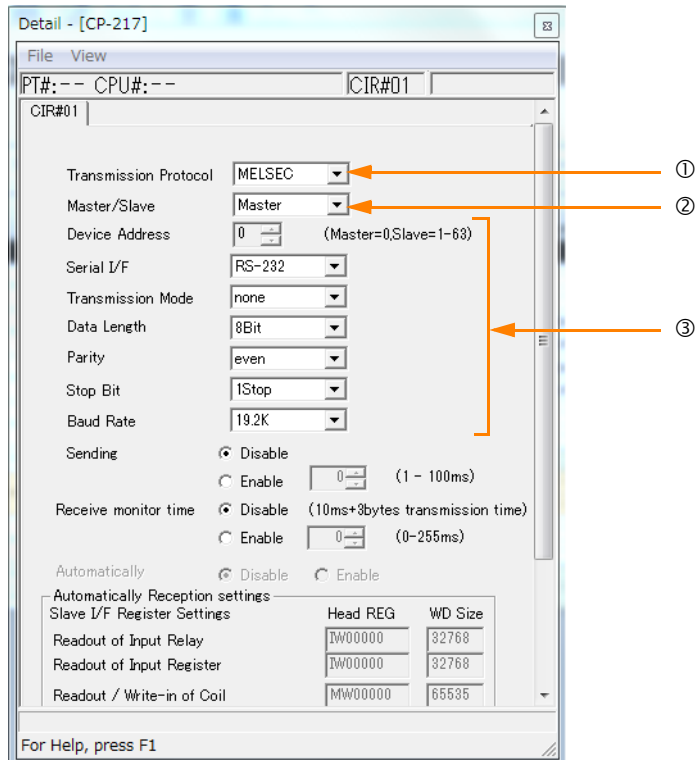 Detail - [CP-217]
File View
PT#:-- CPU#:-- CIR#01
CIR#01
Transmission Protocol MELSEC ①
Master/Slave Master ②
Device Address 0 (Master=0,Slave=1-63)
Serial I/F RS-232
Transmission Mode none
Data Length 8Bit ③
Parity even
Stop Bit 1Stop
Baud Rate 19.2K
Sending Disable
Enable 0 (1 - 100ms)
Receive monitor time Disable (10ms+3bytes transmission time)
Enable 0 (0-255ms)
Automatically Disable Enable
Automatically Reception settings
Slave I/F Register Settings Head REG WD Size
Readout of Input Relay IW00000 32768
Readout of Input Register IW00000 32768
Readout / Write-in of Coil MW00000 65535
For Help, press F1